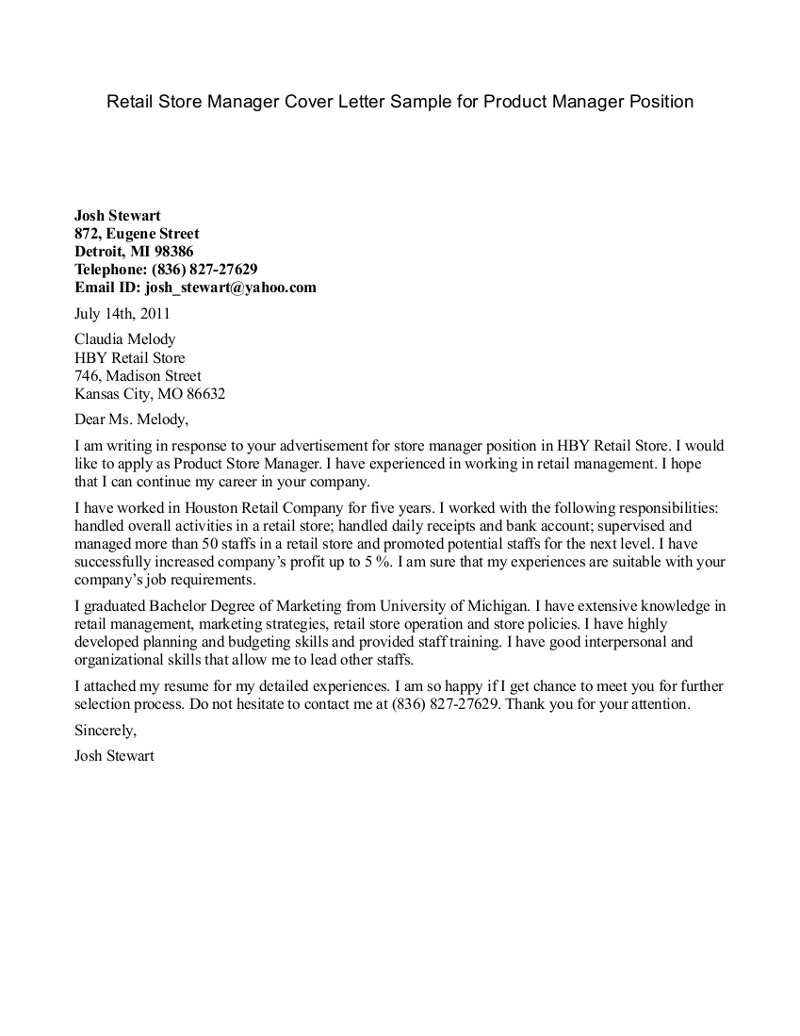 Retail Store Manager Cover Letter Sample for Product Manager Position
Josh Stewart
872, Eugene Street
Detroit, MI 98386
Telephone: (836) 827-27629
Email ID: josh_stewart@yahoo.com
July 14th, 2011
Claudia Melody
HBY Retail Store
746, Madison Street
Kansas City, MO 86632
Dear Ms. Melody,
I am writing in response to your advertisement for store manager position in HBY Retail Store. I would
like to apply as Product Store Manager. I have experienced in working in retail management. I hope
that I can continue my career in your company.
I have worked in Houston Retail Company for five years. I worked with the following responsibilities:
handled overall activities in a retail store; handled daily receipts and bank account; supervised and
managed more than 50 staffs in a retail store and promoted potential staffs for the next level. I have
successfully increased company’s profit up to 5 %. I am sure that my experiences are suitable with your
company’s job requirements.
I graduated Bachelor Degree of Marketing from University of Michigan. I have extensive knowledge in
retail management, marketing strategies, retail store operation and store policies. I have highly
developed planning and budgeting skills and provided staff training. I have good interpersonal and
organizational skills that allow me to lead other staffs.
I attached my resume for my detailed experiences. I am so happy if I get chance to meet you for further
selection process. Do not hesitate to contact me at (836) 827-27629. Thank you for your attention.
Sincerely,
Josh Stewart